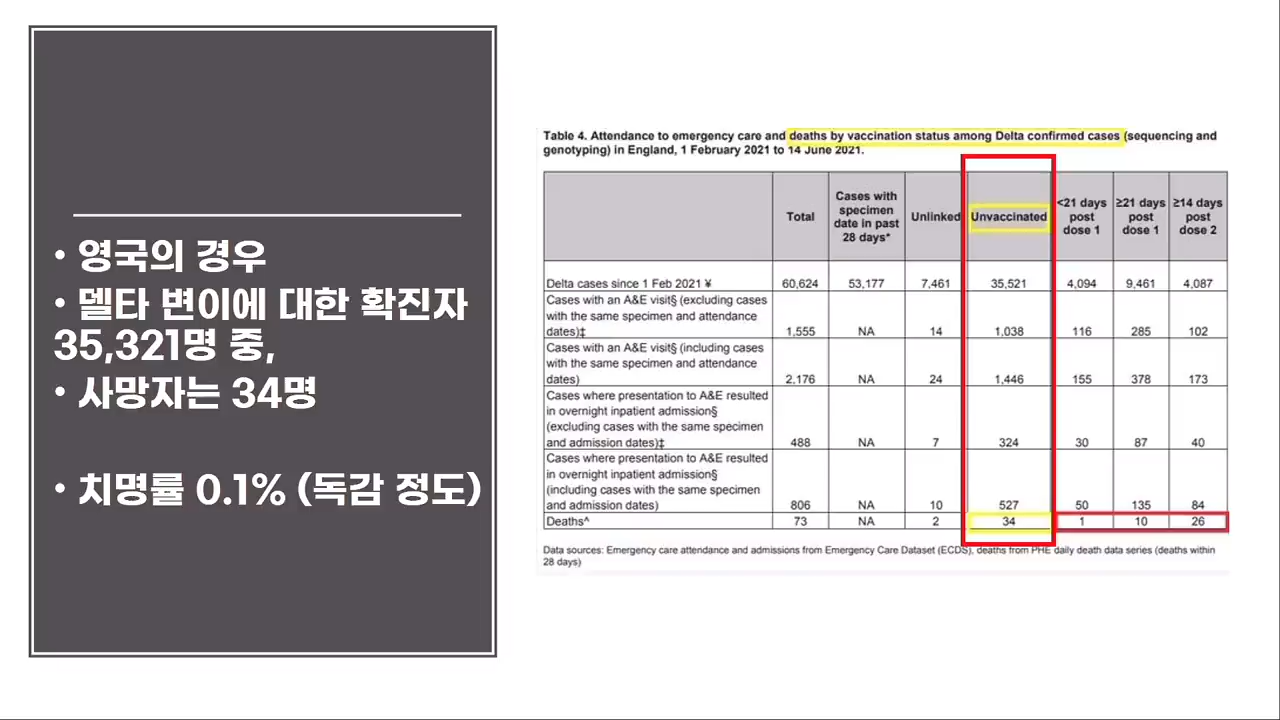 • 영국의 경우
• 델타 변이에 대한 확진자
35,321명 중,
• 사망자는 34명
• 치명률 0.1% (독감 정도)
Table 4. Attendance to emergency care and deaths by vaccination status among Delta confirmed cases (sequencing and
genotyping) in England, 1 February 2021 to 14 June 2021.
Total
Cases with
specimen
date in past
28 days*
Unlinked
Unvaccinated
<21 days
post
dose 1
≥21 days
post
dose 1
≥14 days
post
dose 2
Delta cases since 1 Feb 2021 ¥ 60,624 53,177 7,461 35,521 4,094 9,461 4,087
Cases with an A&E visit§ (excluding cases
with the same specimen and attendance
dates)‡ 1,555 NA 14 1,038 116 285 102
Cases with an A&E visit§ (including cases
with the same specimen and attendance
dates) 2,176 NA 24 1,446 155 378 173
Cases where presentation to A&E resulted
in overnight inpatient admission§
(excluding cases with the same specimen
and admission dates)‡ 488 NA 7 324 30 87 40
Cases where presentation to A&E resulted
in overnight inpatient admission§
(including cases with the same specimen
and admission dates) 806 NA 10 527 50 135 84
Deaths^ 73 NA 2 34 1 10 26
Data sources: Emergency care attendance and admissions from Emergency Care Dataset (ECDS), deaths from PHE daily death data series (deaths within
28 days)